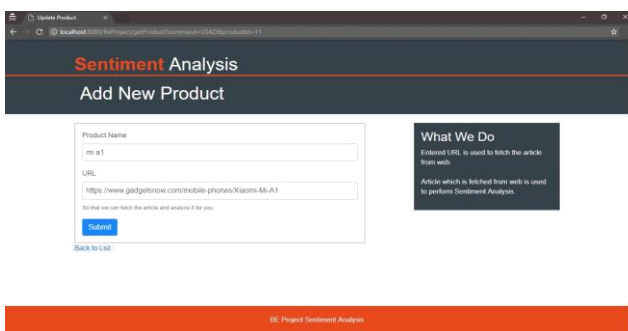 Update Product
localhost:8080/BeProject/getProduct?command=LOAD&productid=11
Sentiment Analysis
Add New Product
Product Name
mi a1
URL
https://www.gadgetsnow.com/mobile-phones/Xiaomi-Mi-A1
So that we can fetch the article and analyze it for you.
Submit
Back to List
What We Do
Entered URL is used to fetch the article
from web.
Article which is fetched from web is used
to perform Sentiment Analysis.
BE Project Sentiment Analysis